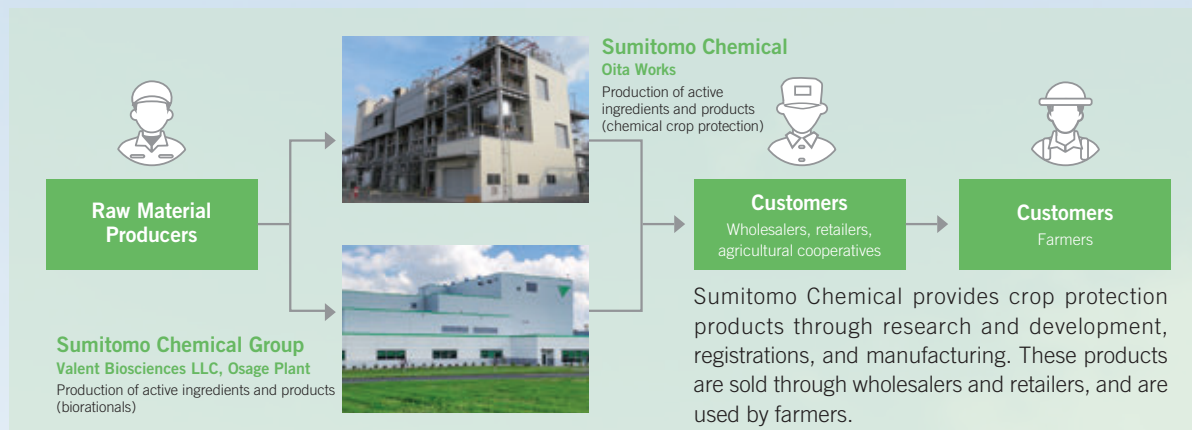 Sumitomo Chemical
Oita Works
Production of active
ingredients and products
(chemical crop protection)
Raw Material
Producers
Customers
Wholesalers, retailers,
agricultural cooperatives
Customers
Farmers
Sumitomo Chemical Group
Valent Biosciences LLC, Osage Plant
Production of active ingredients and products
(biorationals)
Sumitomo Chemical provides crop protection
products through research and development,
registrations, and manufacturing. These products
are sold through wholesalers and retailers, and are
used by farmers.